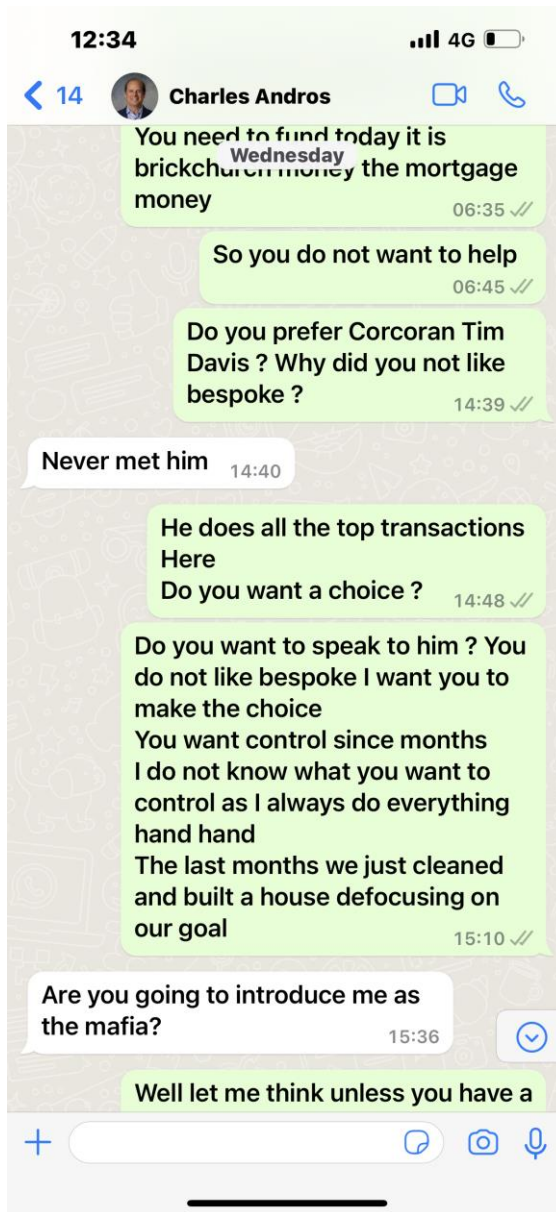 12:34
4G
14
Charles Andros
You need to fund today it is
Wednesday
brickchurch money the mortgage
money
06:35
So you do not want to help
06:45
Do you prefer Corcoran Tim
Davis ? Why did you not like
bespoke ?
14:39
Never met him
14:40
He does all the top transactions
Here
Do you want a choice ?
14:48
Do you want to speak to him ? You
do not like bespoke I want you to
make the choice
You want control since months
I do not know what you want to
control as I always do everything
hand hand
The last months we just cleaned
and built a house defocusing on
our goal
15:10
Are you going to introduce me as
the mafia?
15:36
Well let me think unless you have a